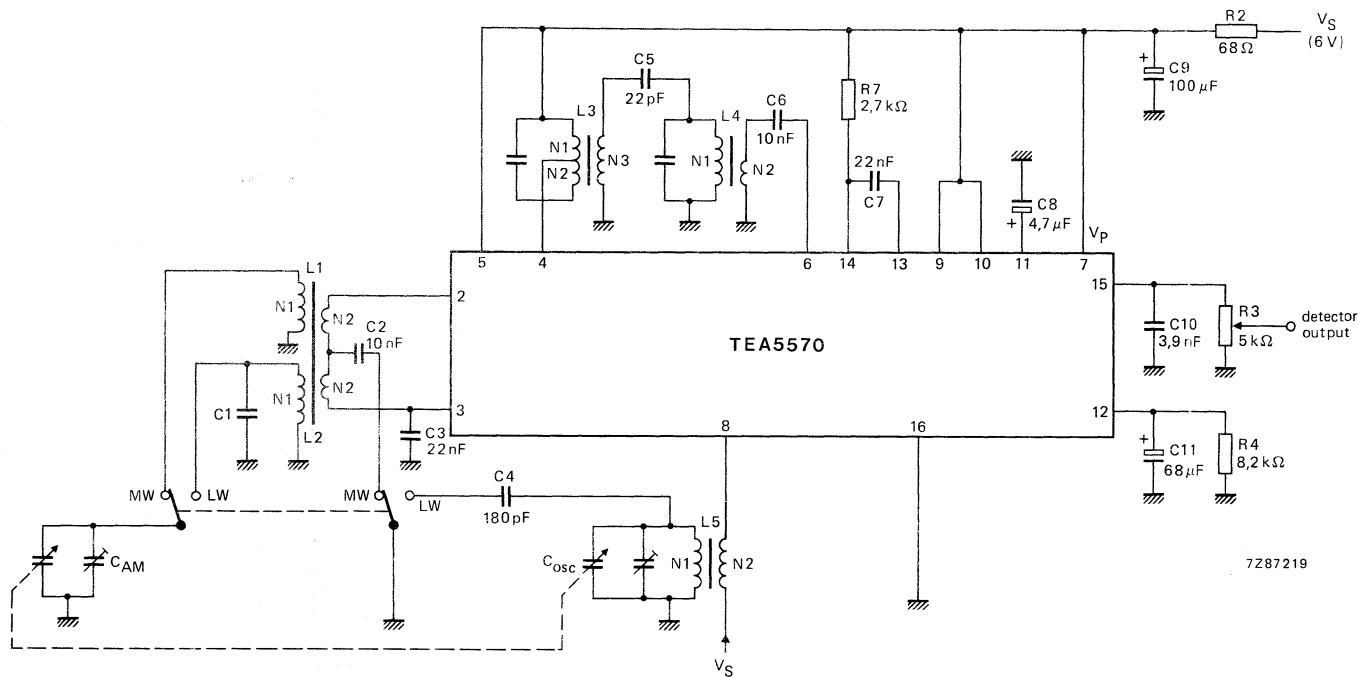 R2
VS
(6 V)
68Ω
C9
100 µF
C5
22 pF
R7
2,7 kΩ
L3
L4
C6
10 nF
N1
N2
N3
N1
N2
22 nF
C7
C8
4,7 µF
VP
5
4
6
14
13
9
10
11
7
L1
N1
N2
C2
10 nF
2
15
C10
3,9 nF
R3
5 kΩ
detector
output
TEA5570
C1
N1
N2
L2
3
C3
22 nF
12
C11
68 µF
R4
8,2 kΩ
8
16
MW
LW
MW
LW
C4
180 pF
CAM
Cosc
L5
N1
N2
VS
7Z87219